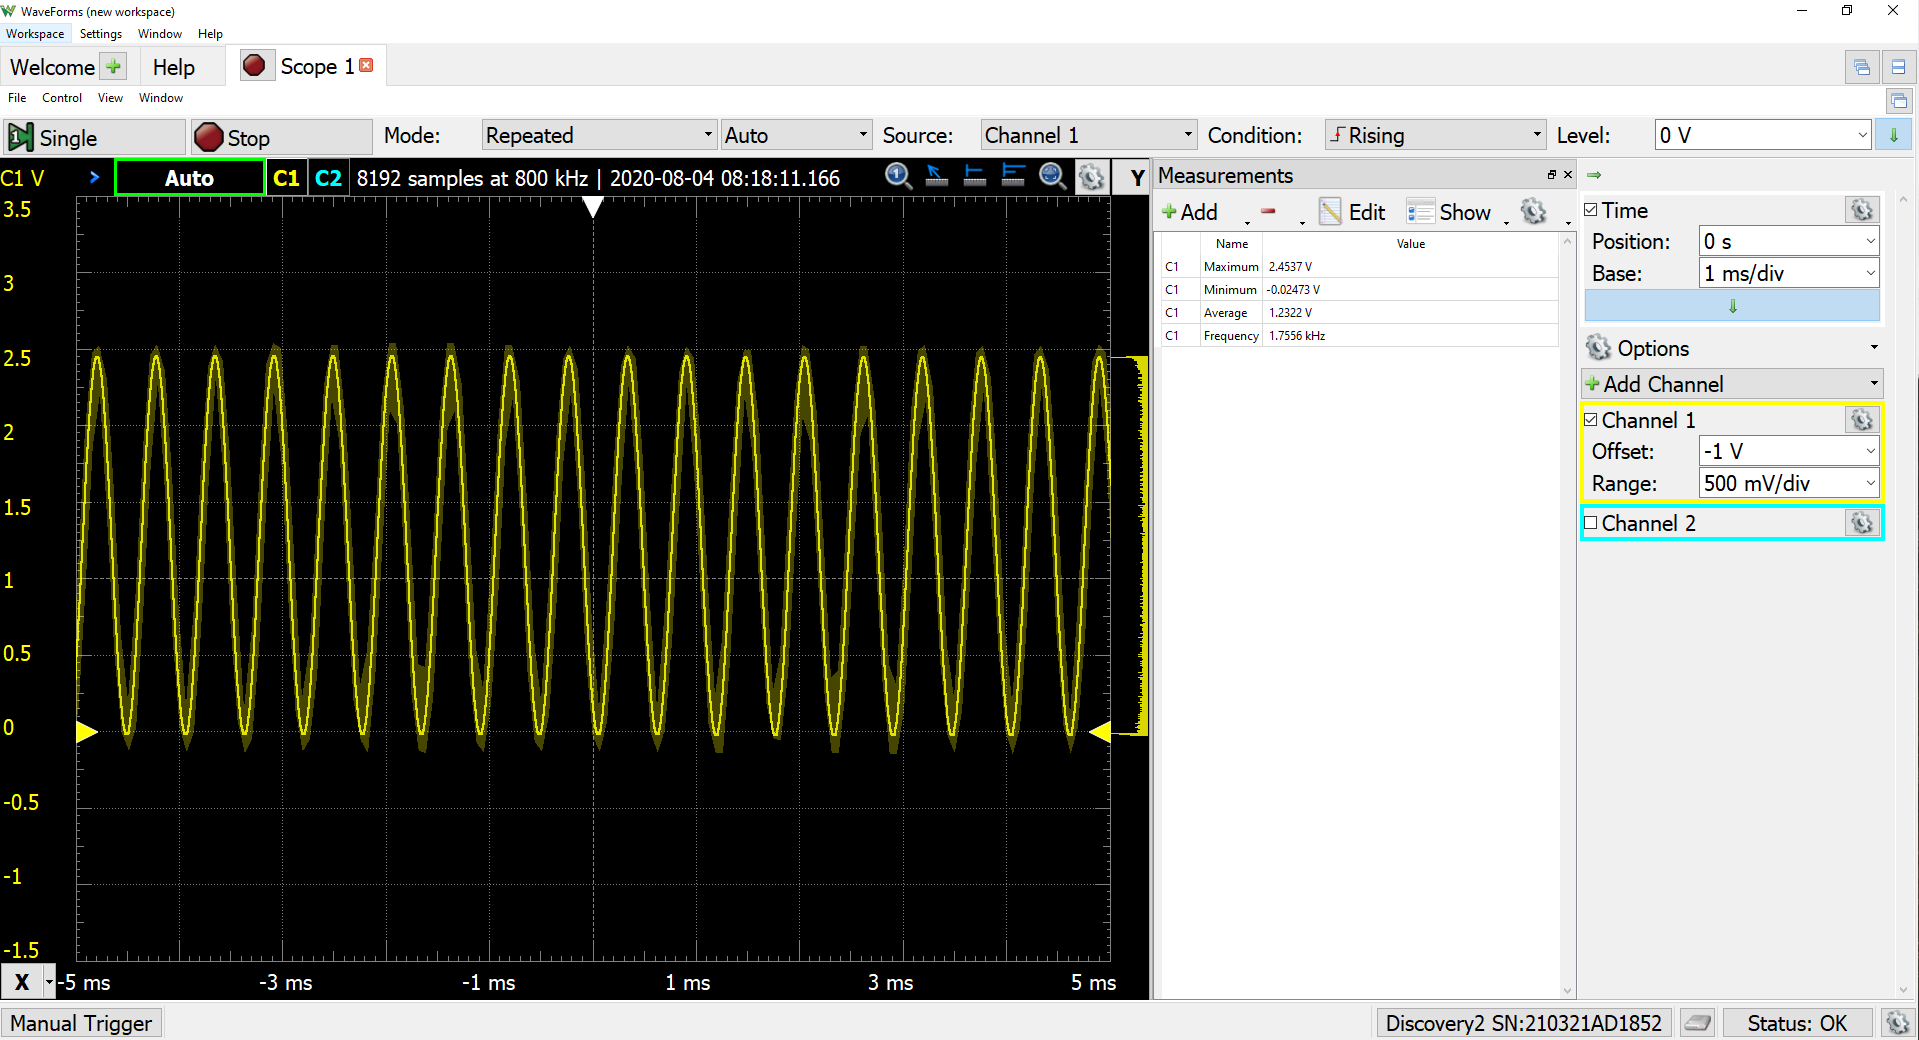 WaveForms (new workspace)
Workspace Settings Window Help
Welcome Help Scope 1
File Control View Window
Single Stop Mode: Repeated Auto Source: Channel 1 Condition: Rising Level: 0 V
C1 V Auto C1 C2 8192 samples at 800 kHz | 2020-08-04 08:18:11.166 Y
3.5
3
2.5
2
1.5
1
0.5
0
-0.5
-1
-1.5
X -5 ms -3 ms -1 ms 1 ms 3 ms 5 ms
Measurements
Add Edit Show
Name Value
C1 Maximum 2.4537 V
C1 Minimum -0.02473 V
C1 Average 1.2322 V
C1 Frequency 1.7556 kHz
Time
Position: 0 s
Base: 1 ms/div
Options
Add Channel
Channel 1
Offset: -1 V
Range: 500 mV/div
Channel 2
Manual Trigger Discovery2 SN:210321AD1852 Status: OK